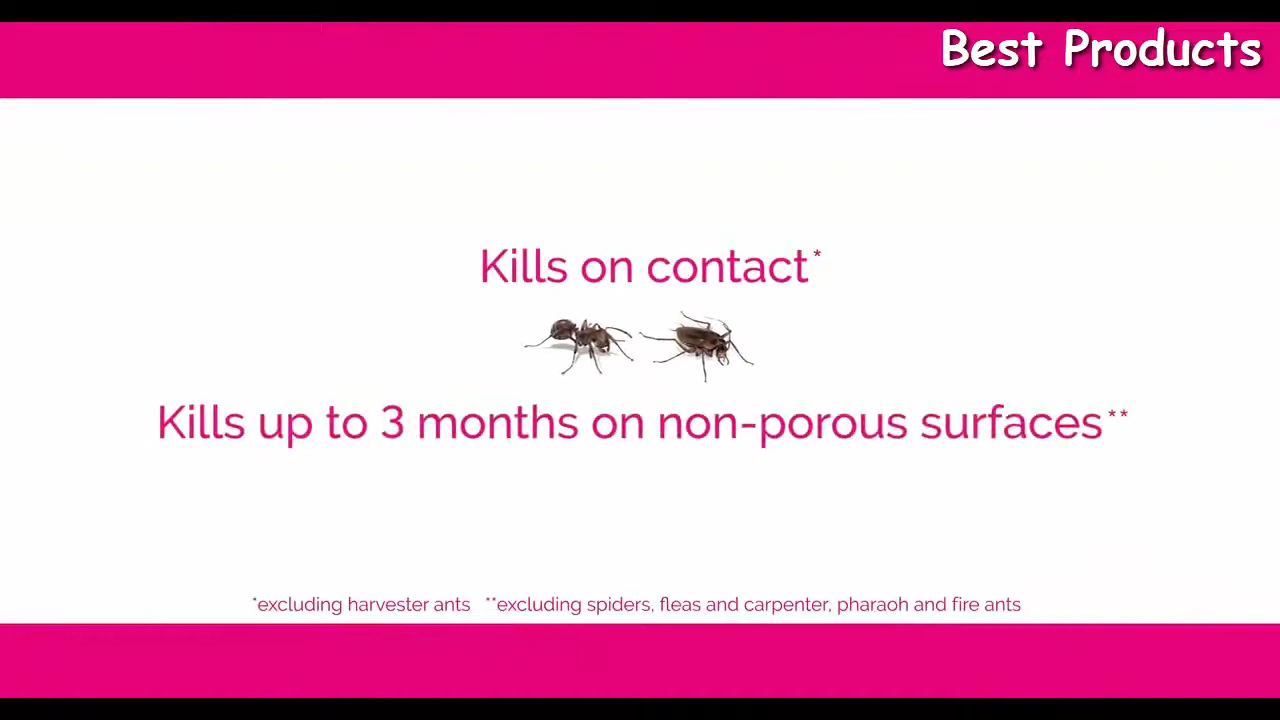 Best Products
Kills on contact*
Kills up to 3 months on non-porous surfaces**
*excluding harvester ants **excluding spiders, fleas and carpenter, pharaoh and fire ants